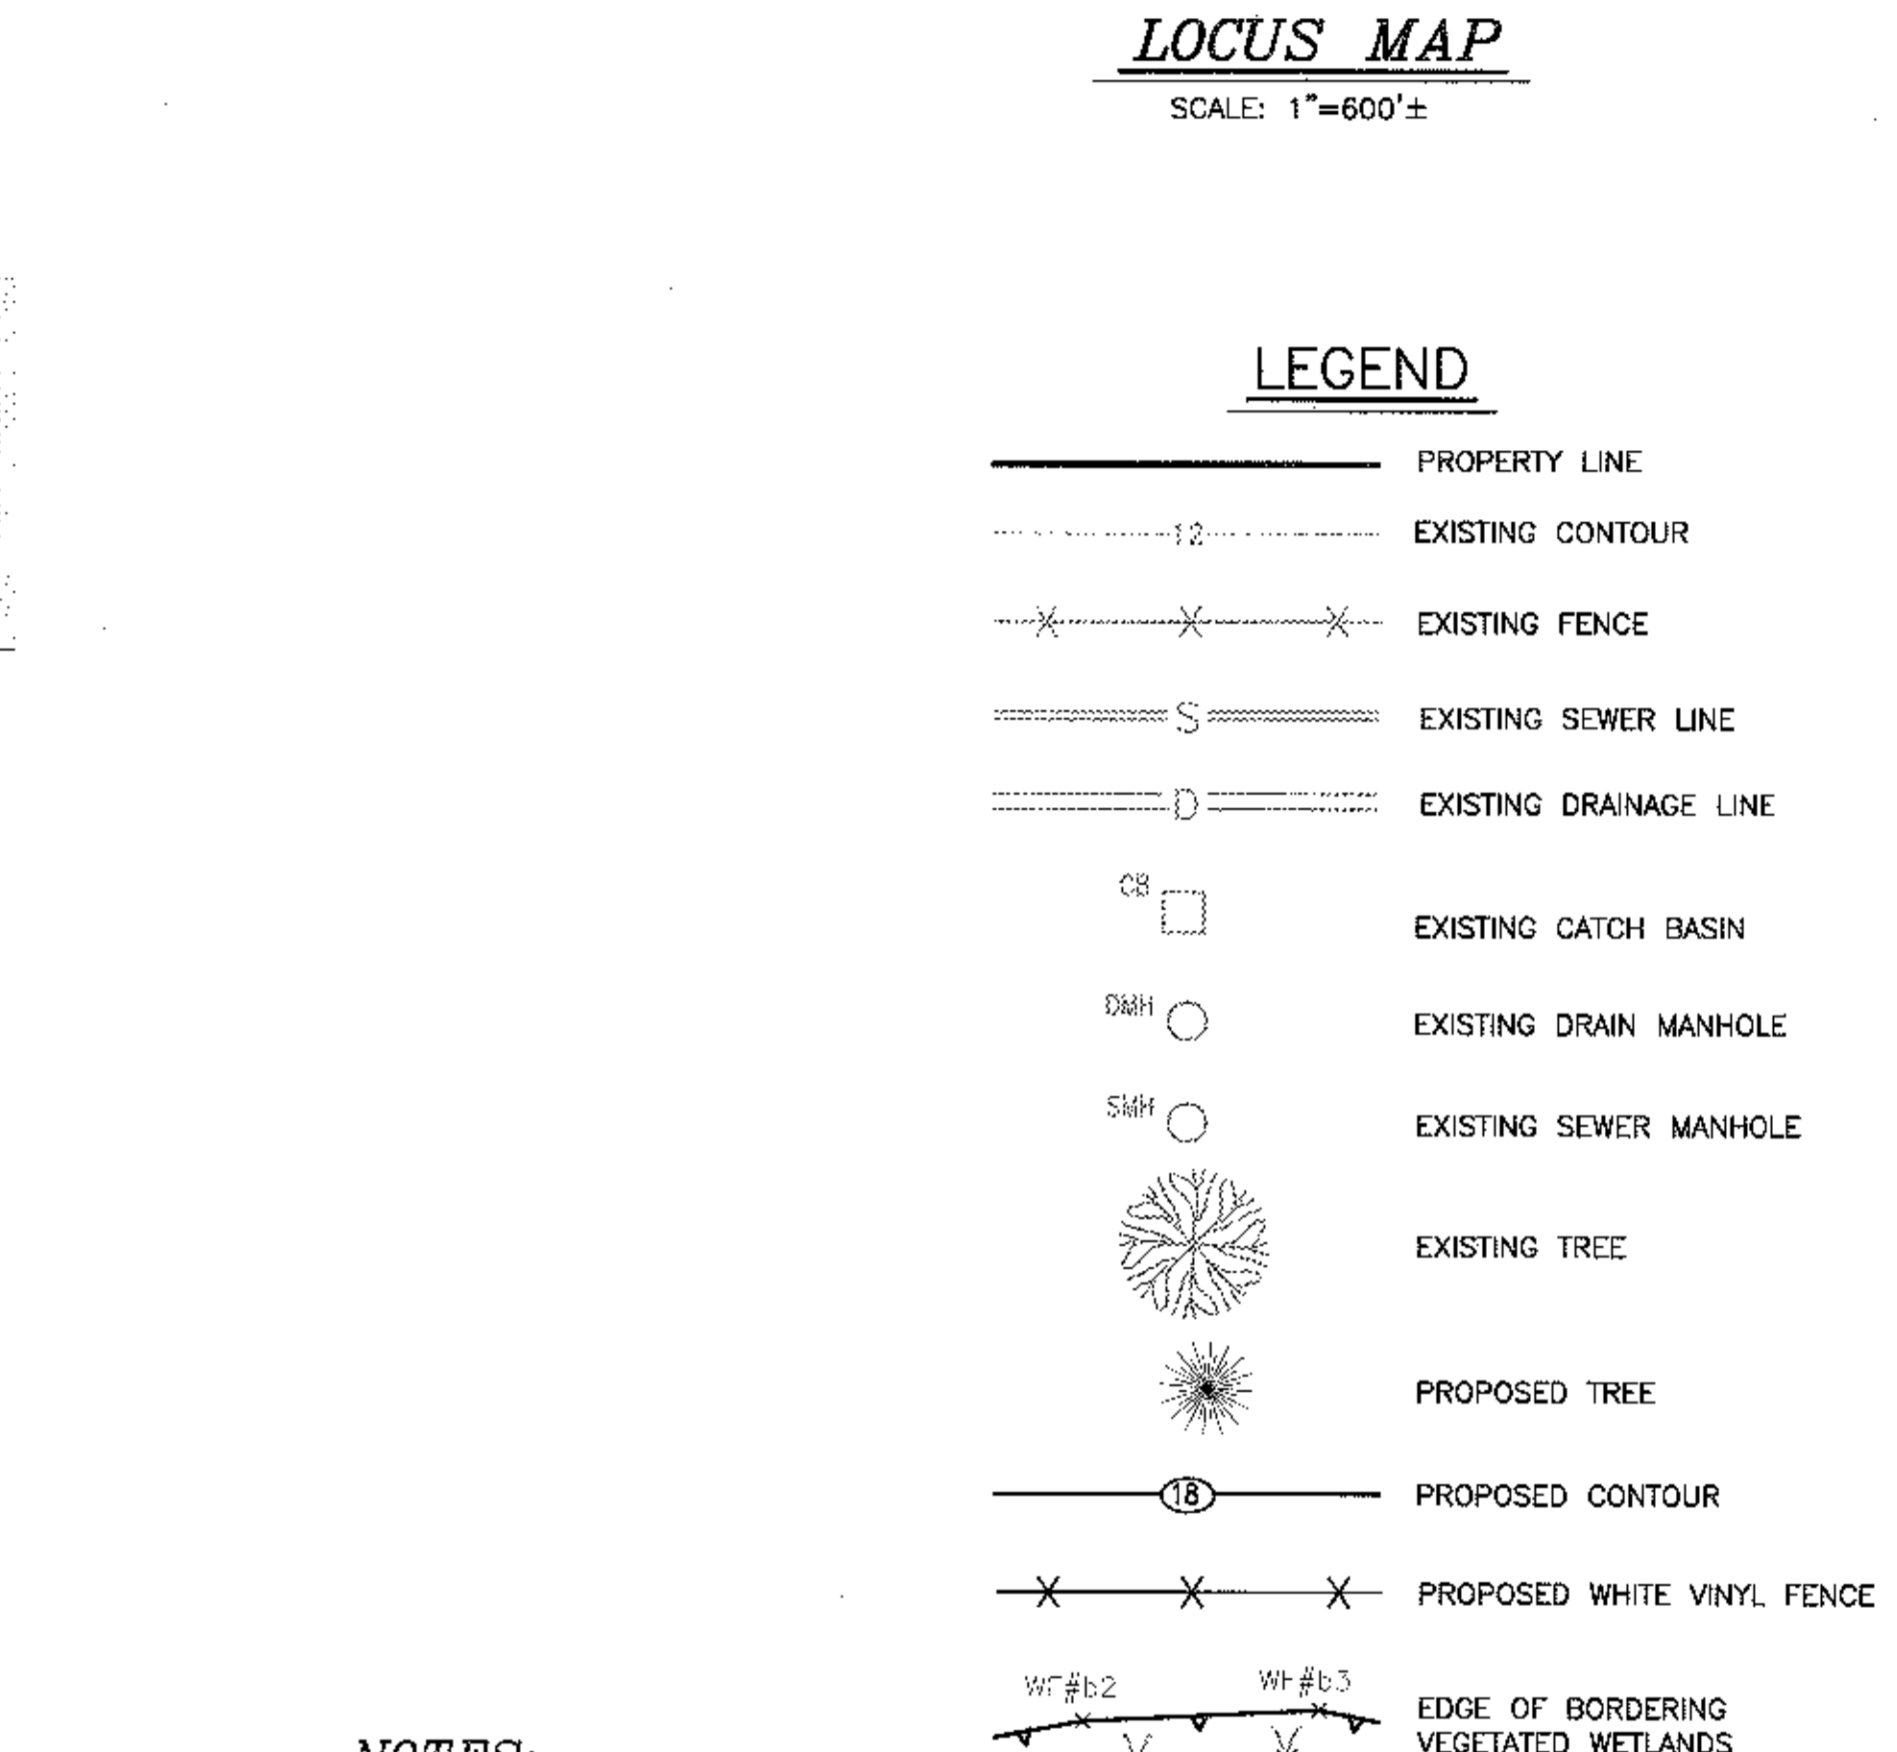 LOCUS MAP
SCALE: 1"=600'±
LEGEND
PROPERTY LINE
12 EXISTING CONTOUR
X X X EXISTING FENCE
S EXISTING SEWER LINE
D EXISTING DRAINAGE LINE
CB
EXISTING CATCH BASIN
DMH EXISTING DRAIN MANHOLE
SMH EXISTING SEWER MANHOLE
EXISTING TREE
PROPOSED TREE
18 PROPOSED CONTOUR
X X X PROPOSED WHITE VINYL FENCE
WF#b2 WF#b3
EDGE OF BORDERING
VEGETATED WETLANDS
NOTES: